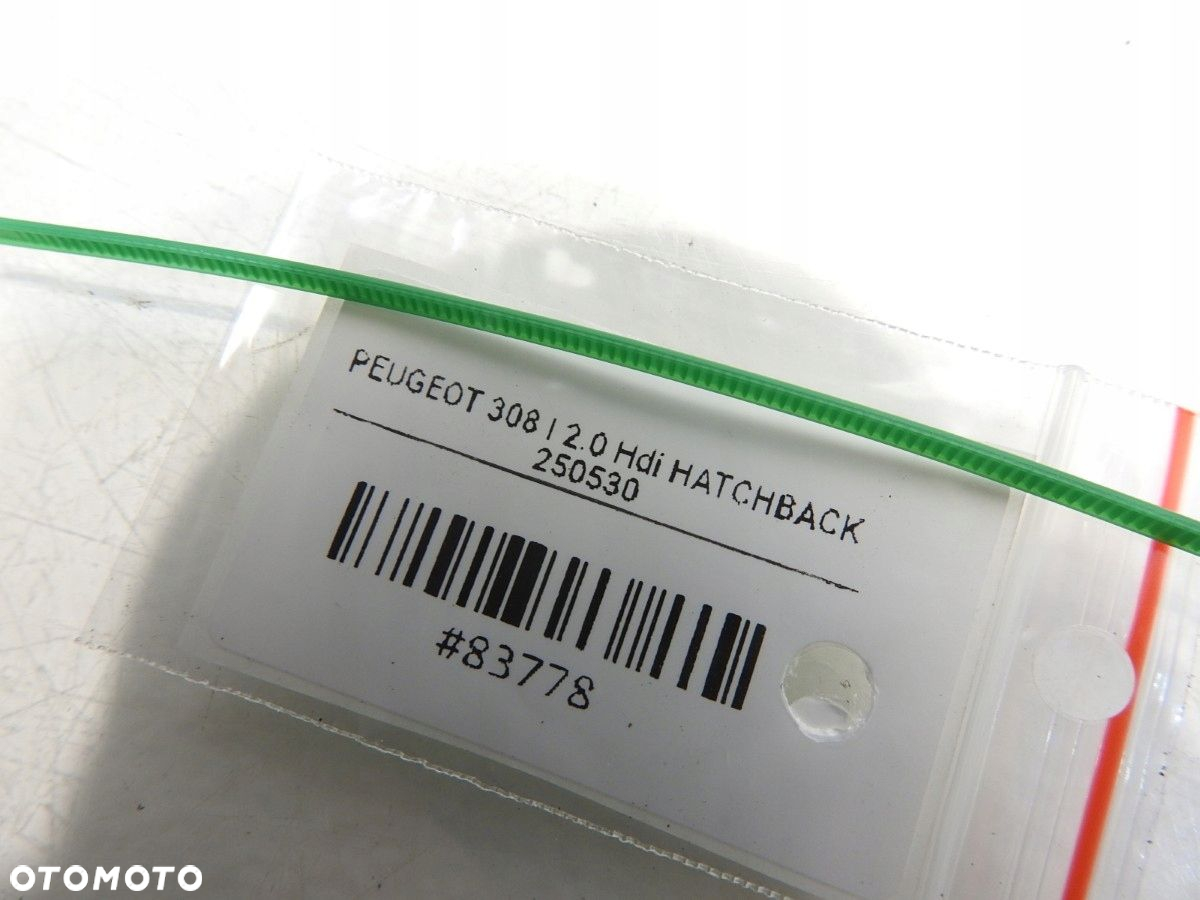 PEUGEOT 308 I 2.0 Hdi HATCHBACK
250530
#83778
OTOMOTO